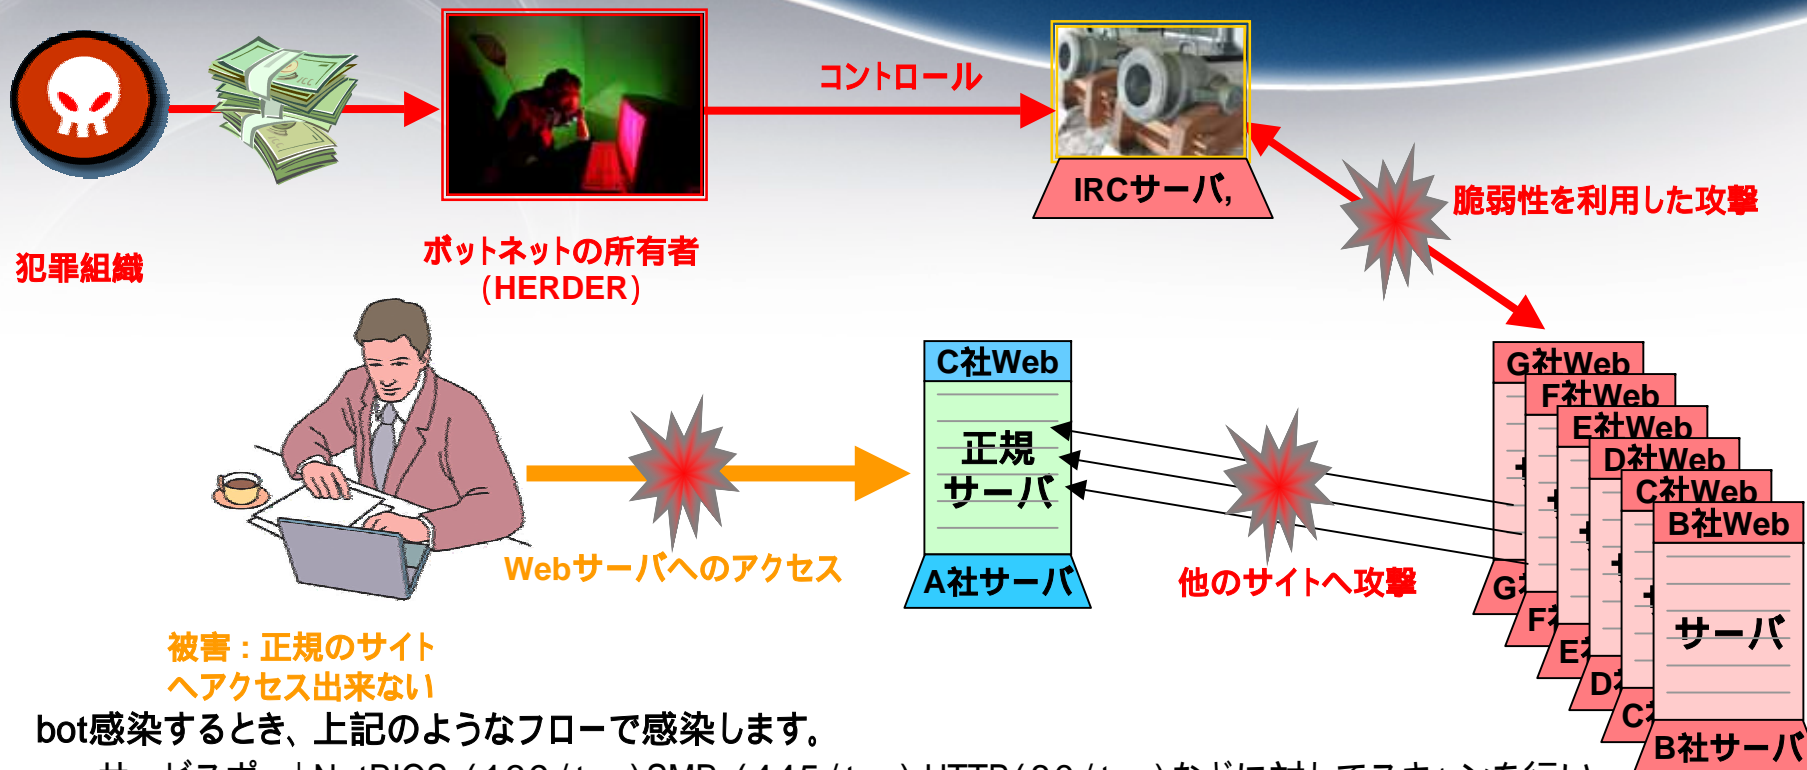 コントロール
IRCサーバ,
脆弱性を利用した攻撃
犯罪組織
ボットネットの所有者
(HERDER)
C社Web
正規
サーバ
A社サーバ
G社Web
F社Web
E社Web
D社Web
C社Web
B社Web
サーバ
B社サーバ
Webサーバへのアクセス
他のサイトへ攻撃
被害：正規のサイト
へアクセス出来ない
bot感染するとき、上記のようなフローで感染します。